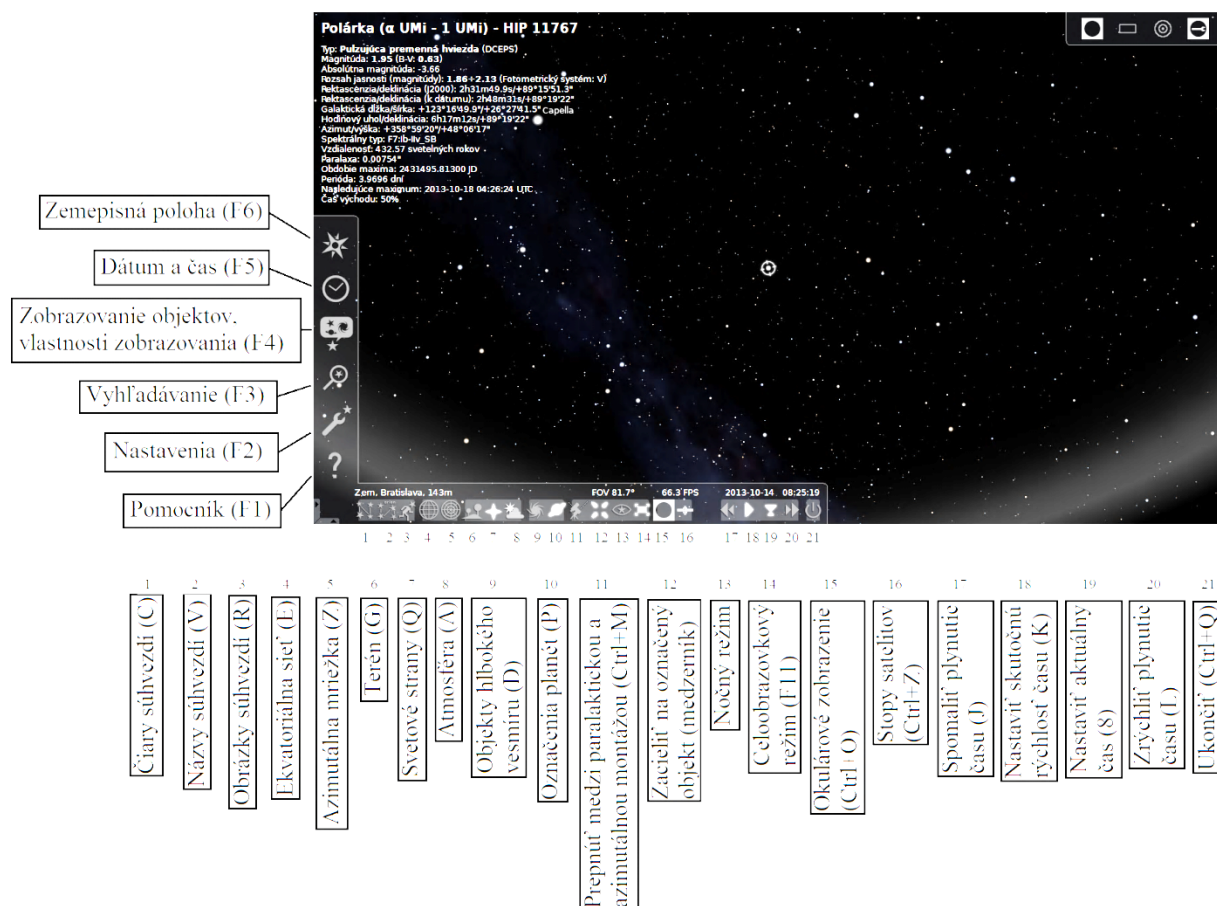 Polárka (α UMi - 1 UMi) - HIP 11767
Typ: Pulzujúca premenná hviezda (DCEPS)
Magnitúda: 1.95 (B-V: 0.63)
Absolútna magnitúda: -3.66
Rozsah jasnosti (magnitúdy): 1.86÷2.13 (Fotometrický systém: V)
Rektascenzia/deklinácia (J2000): 2h31m49.9s/+89°15'51.3"
Rektascenzia/deklinácia (k dátumu): 2h48m31s/+89°19'22"
Galaktická dĺžka/šírka: +123°16'49.9"/+26°27'41.5"
Capella
Hodinový uhol/deklinácia: 6h17m12s/+89°19'22"
Azimut/výška: +358°59'20"/+48°06'17"
Spektrálny typ: F7:Ib-IIv_SB
Vzdialenosť: 432.57 svetelných rokov
Paralaxa: 0.00754"
Obdobie maxima: 2431495.81300 JD
Perióda: 3.9696 dní
Nasledujúce maximum: 2013-10-18 04:26:24 UTC
Čas východu: 50%
Zemepisná poloha (F6)
Dátum a čas (F5)
Zobrazovanie objektov,
vlastnosti zobrazovania (F4)
Vyhľadávanie (F3)
Nastavenia (F2)
Pomocník (F1)
Zem, Bratislava, 143m FOV 81.7° 66.3 FPS 2013-10-14 08:25:19
1 2 3 4 5 6 7 8 9 10 11 12 13 14 15 16 17 18 19 20 21
1 2 3 4 5 6 7 8 9 10 11 12 13 14 15 16 17 18 19 20 21
Čiary súhvezdí (C)
Názvy súhvezdí (V)
Obrázky súhvezdí (R)
Ekvatoriálna sieť (E)
Azimutálna mriežka (Z)
Terén (G)
Svetové strany (Q)
Atmosféra (A)
Objekty hlbokého
vesmíru (D)
Označenia planét (P)
Prepnúť medzi paralaktickou a
azimutálnou montážou (Ctrl+M)
Zacieliť na označený
objekt (medzerník)
Nočný režim
Celoobrazovkový
režim (F11)
Okulárové zobrazenie
(Ctrl+O)
Stopy satelitov
(Ctrl+Z)
Spomaliť plynutie
času (J)
Nastaviť skutočnú
rýchlosť času (K)
Nastaviť aktuálny
čas (8)
Zrýchliť plynutie
času (L)
Ukončiť (Ctrl+Q)